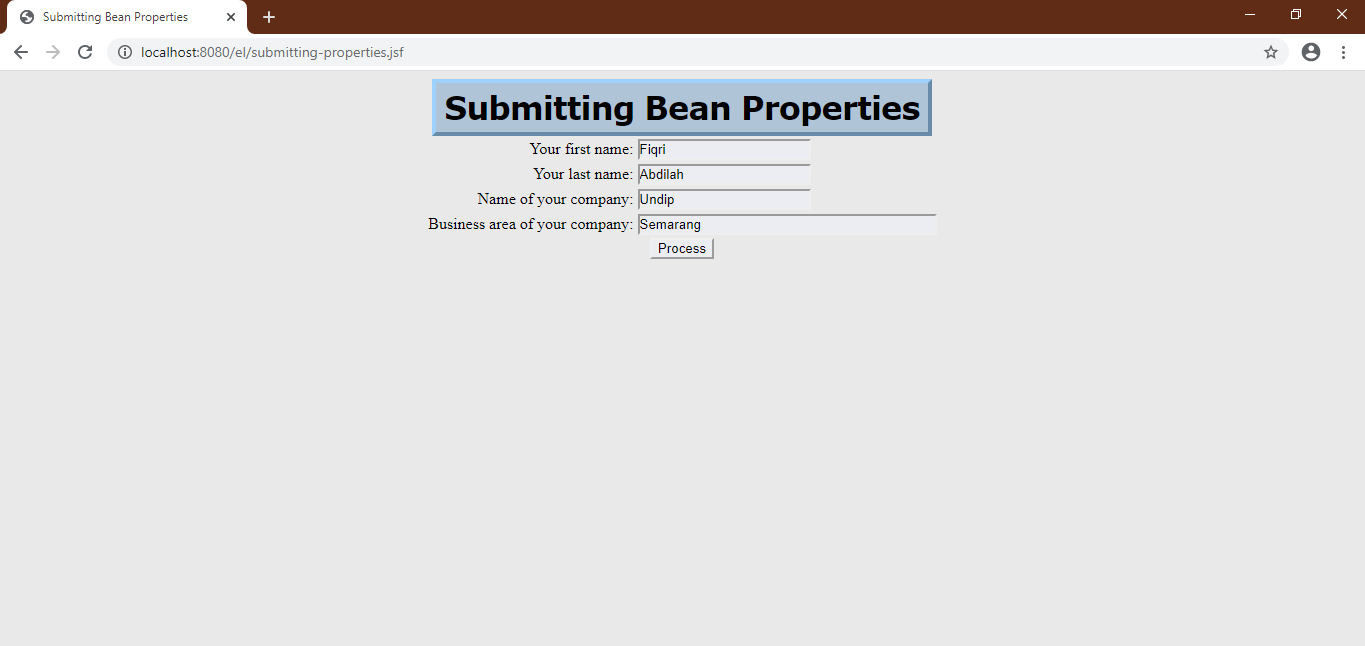 Submitting Bean Properties
localhost:8080/el/submitting-properties.jsf
Submitting Bean Properties
Your first name: Fiqri
Your last name: Abdilah
Name of your company: Undip
Business area of your company: Semarang
Process